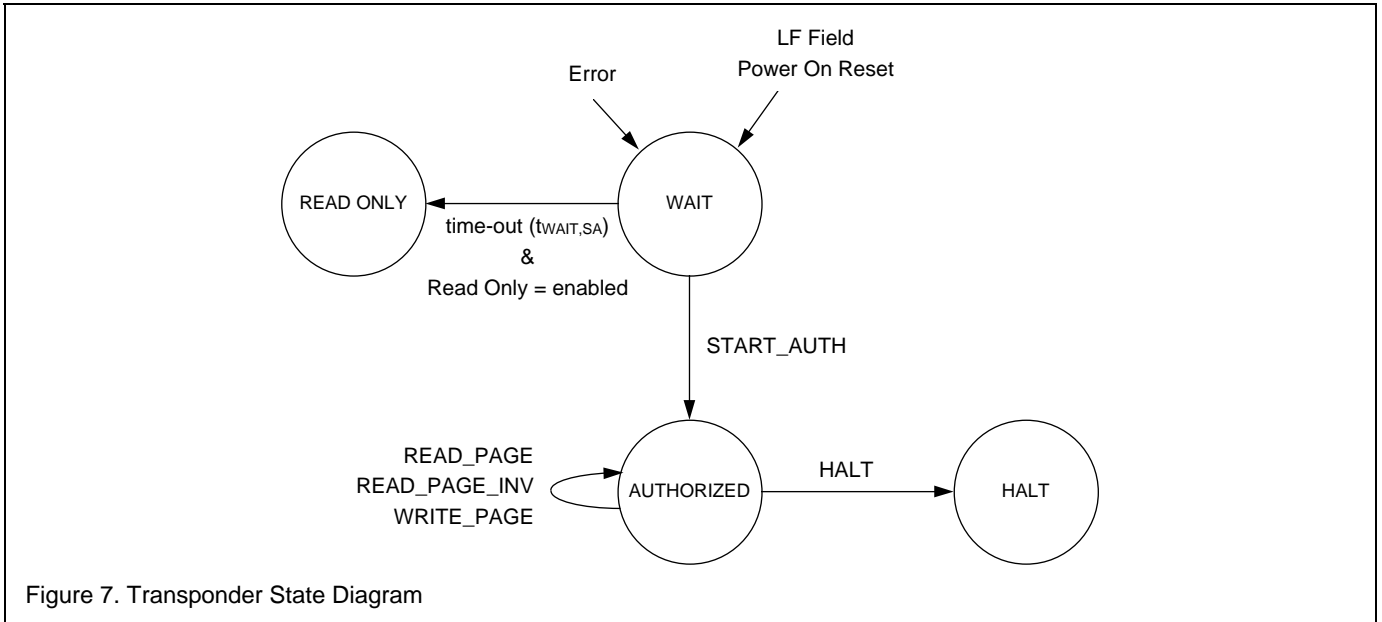 LF Field
Power On Reset
Error
READ ONLY
WAIT
time-out (tWAIT,SA)
&
Read Only = enabled
START_AUTH
READ_PAGE
READ_PAGE_INV
WRITE_PAGE
AUTHORIZED
HALT
HALT
Figure 7. Transponder State Diagram